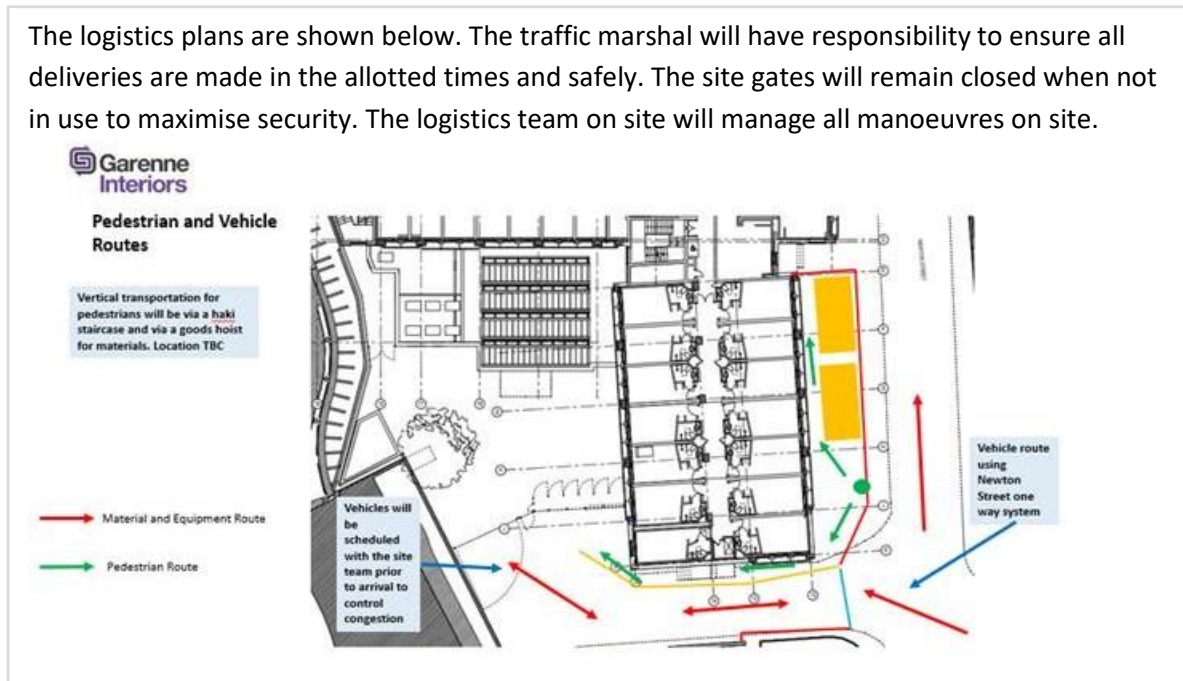 The logistics plans are shown below. The traffic marshal will have responsibility to ensure all
deliveries are made in the allotted times and safely. The site gates will remain closed when not
in use to maximise security. The logistics team on site will manage all manoeuvres on site.
Garenne
Interiors
Pedestrian and Vehicle
Routes
Vertical transportation for
pedestrians will be via a haki
staircase and via a goods hoist
for materials. Location TBC
Material and Equipment Route
Pedestrian Route
Vehicles will
be
scheduled
with the site
team prior
to arrival to
control
congestion
Vehicle route
using
Newton
Street one
way system